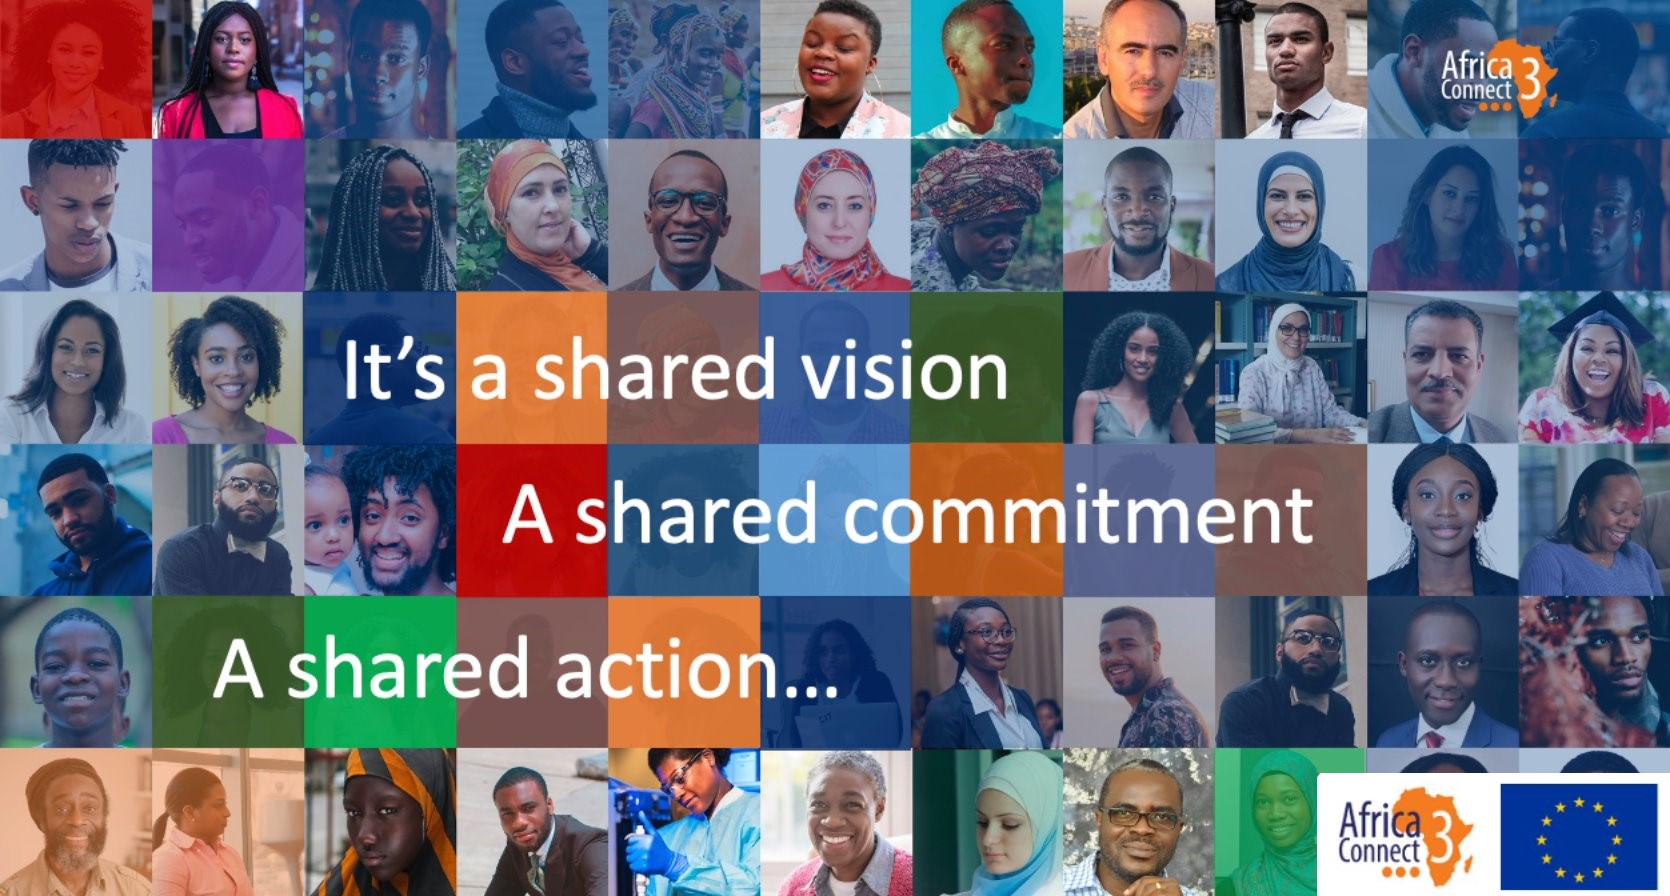 Africa
Connect 3
It's a shared vision
A shared commitment
A shared action...
Africa
Connect 3